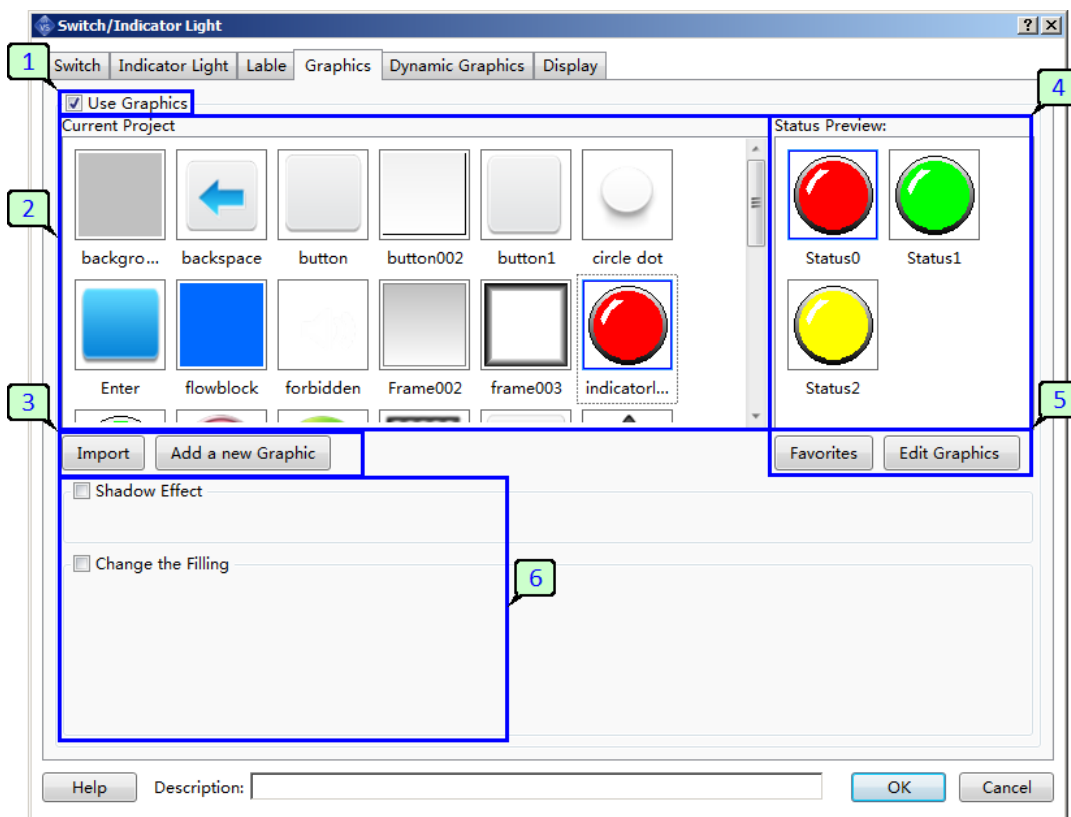 VS Switch/Indicator Light ? X
1
Switch Indicator Light Lable Graphics Dynamic Graphics Display
Use Graphics
4
Current Project
Status Preview:
2
backgro... backspace button button002 button1 circle dot
Status0 Status1
Enter flowblock forbidden Frame002 frame003 indicatorl...
Status2
3
5
Import Add a new Graphic
Favorites Edit Graphics
Shadow Effect
Change the Filling
6
Help Description: OK Cancel